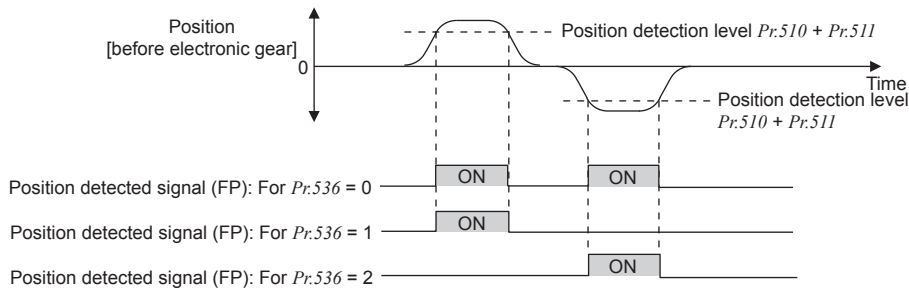 Position
[before electronic gear]
0
Position detection level Pr.510 + Pr.511
Time
Position detection level
Pr.510 + Pr.511
Position detected signal (FP): For Pr.536 = 0
ON
ON
Position detected signal (FP): For Pr.536 = 1
ON
Position detected signal (FP): For Pr.536 = 2
ON